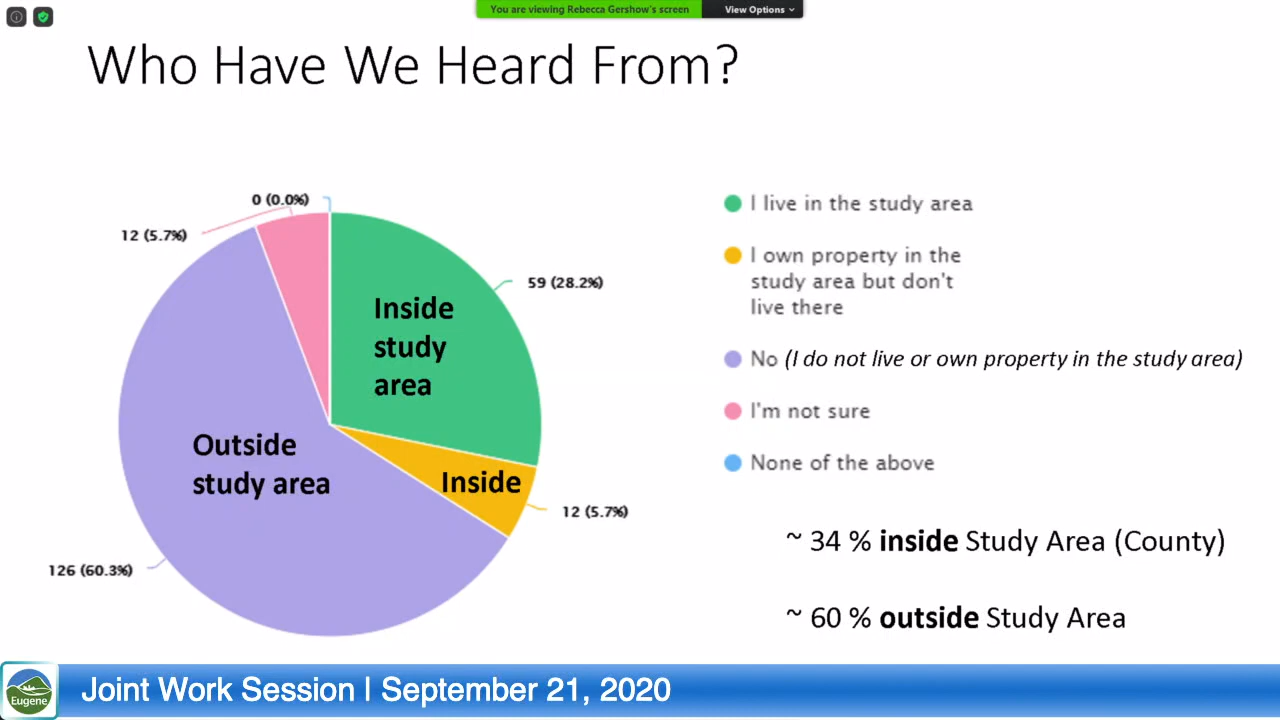 You are viewing Rebecca Gershow's screen
View Options
Who Have We Heard From?
0 (0.0%)
12 (5.7%)
59 (28.2%)
Inside
study
area
Outside
study area
Inside
12 (5.7%)
126 (60.3%)
I live in the study area
I own property in the
study area but don't
live there
No (I do not live or own property in the study area)
I'm not sure
None of the above
~ 34 % inside Study Area (County)
~ 60 % outside Study Area
Eugene
Joint Work Session | September 21, 2020